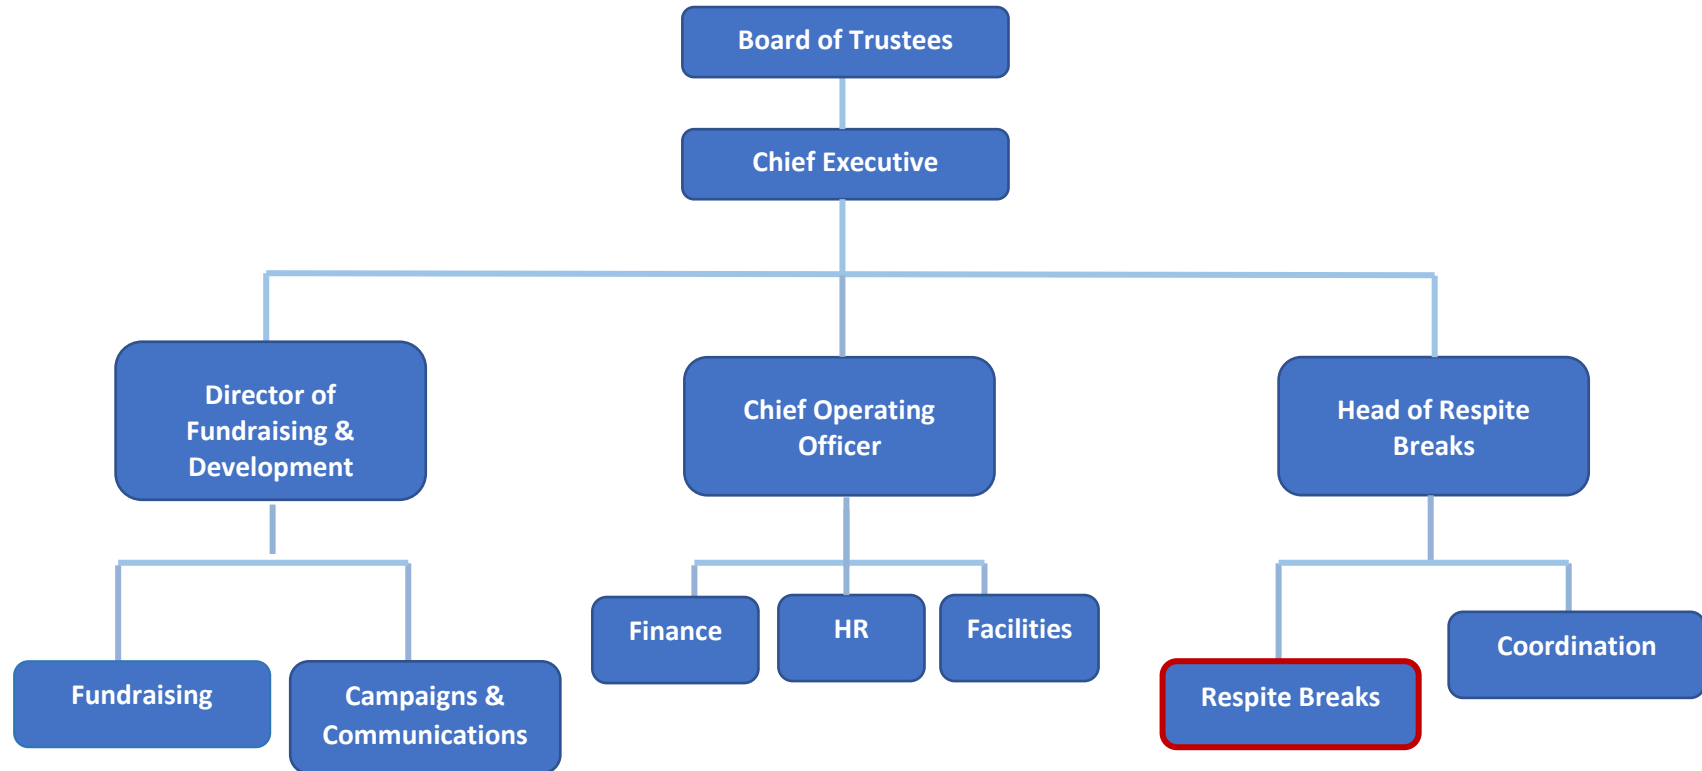 Board of Trustees
Chief Executive
Director of
Fundraising &
Development
Chief Operating
Officer
Head of Respite
Breaks
Finance
HR
Facilities
Coordination
Fundraising
Campaigns &
Communications
Respite Breaks